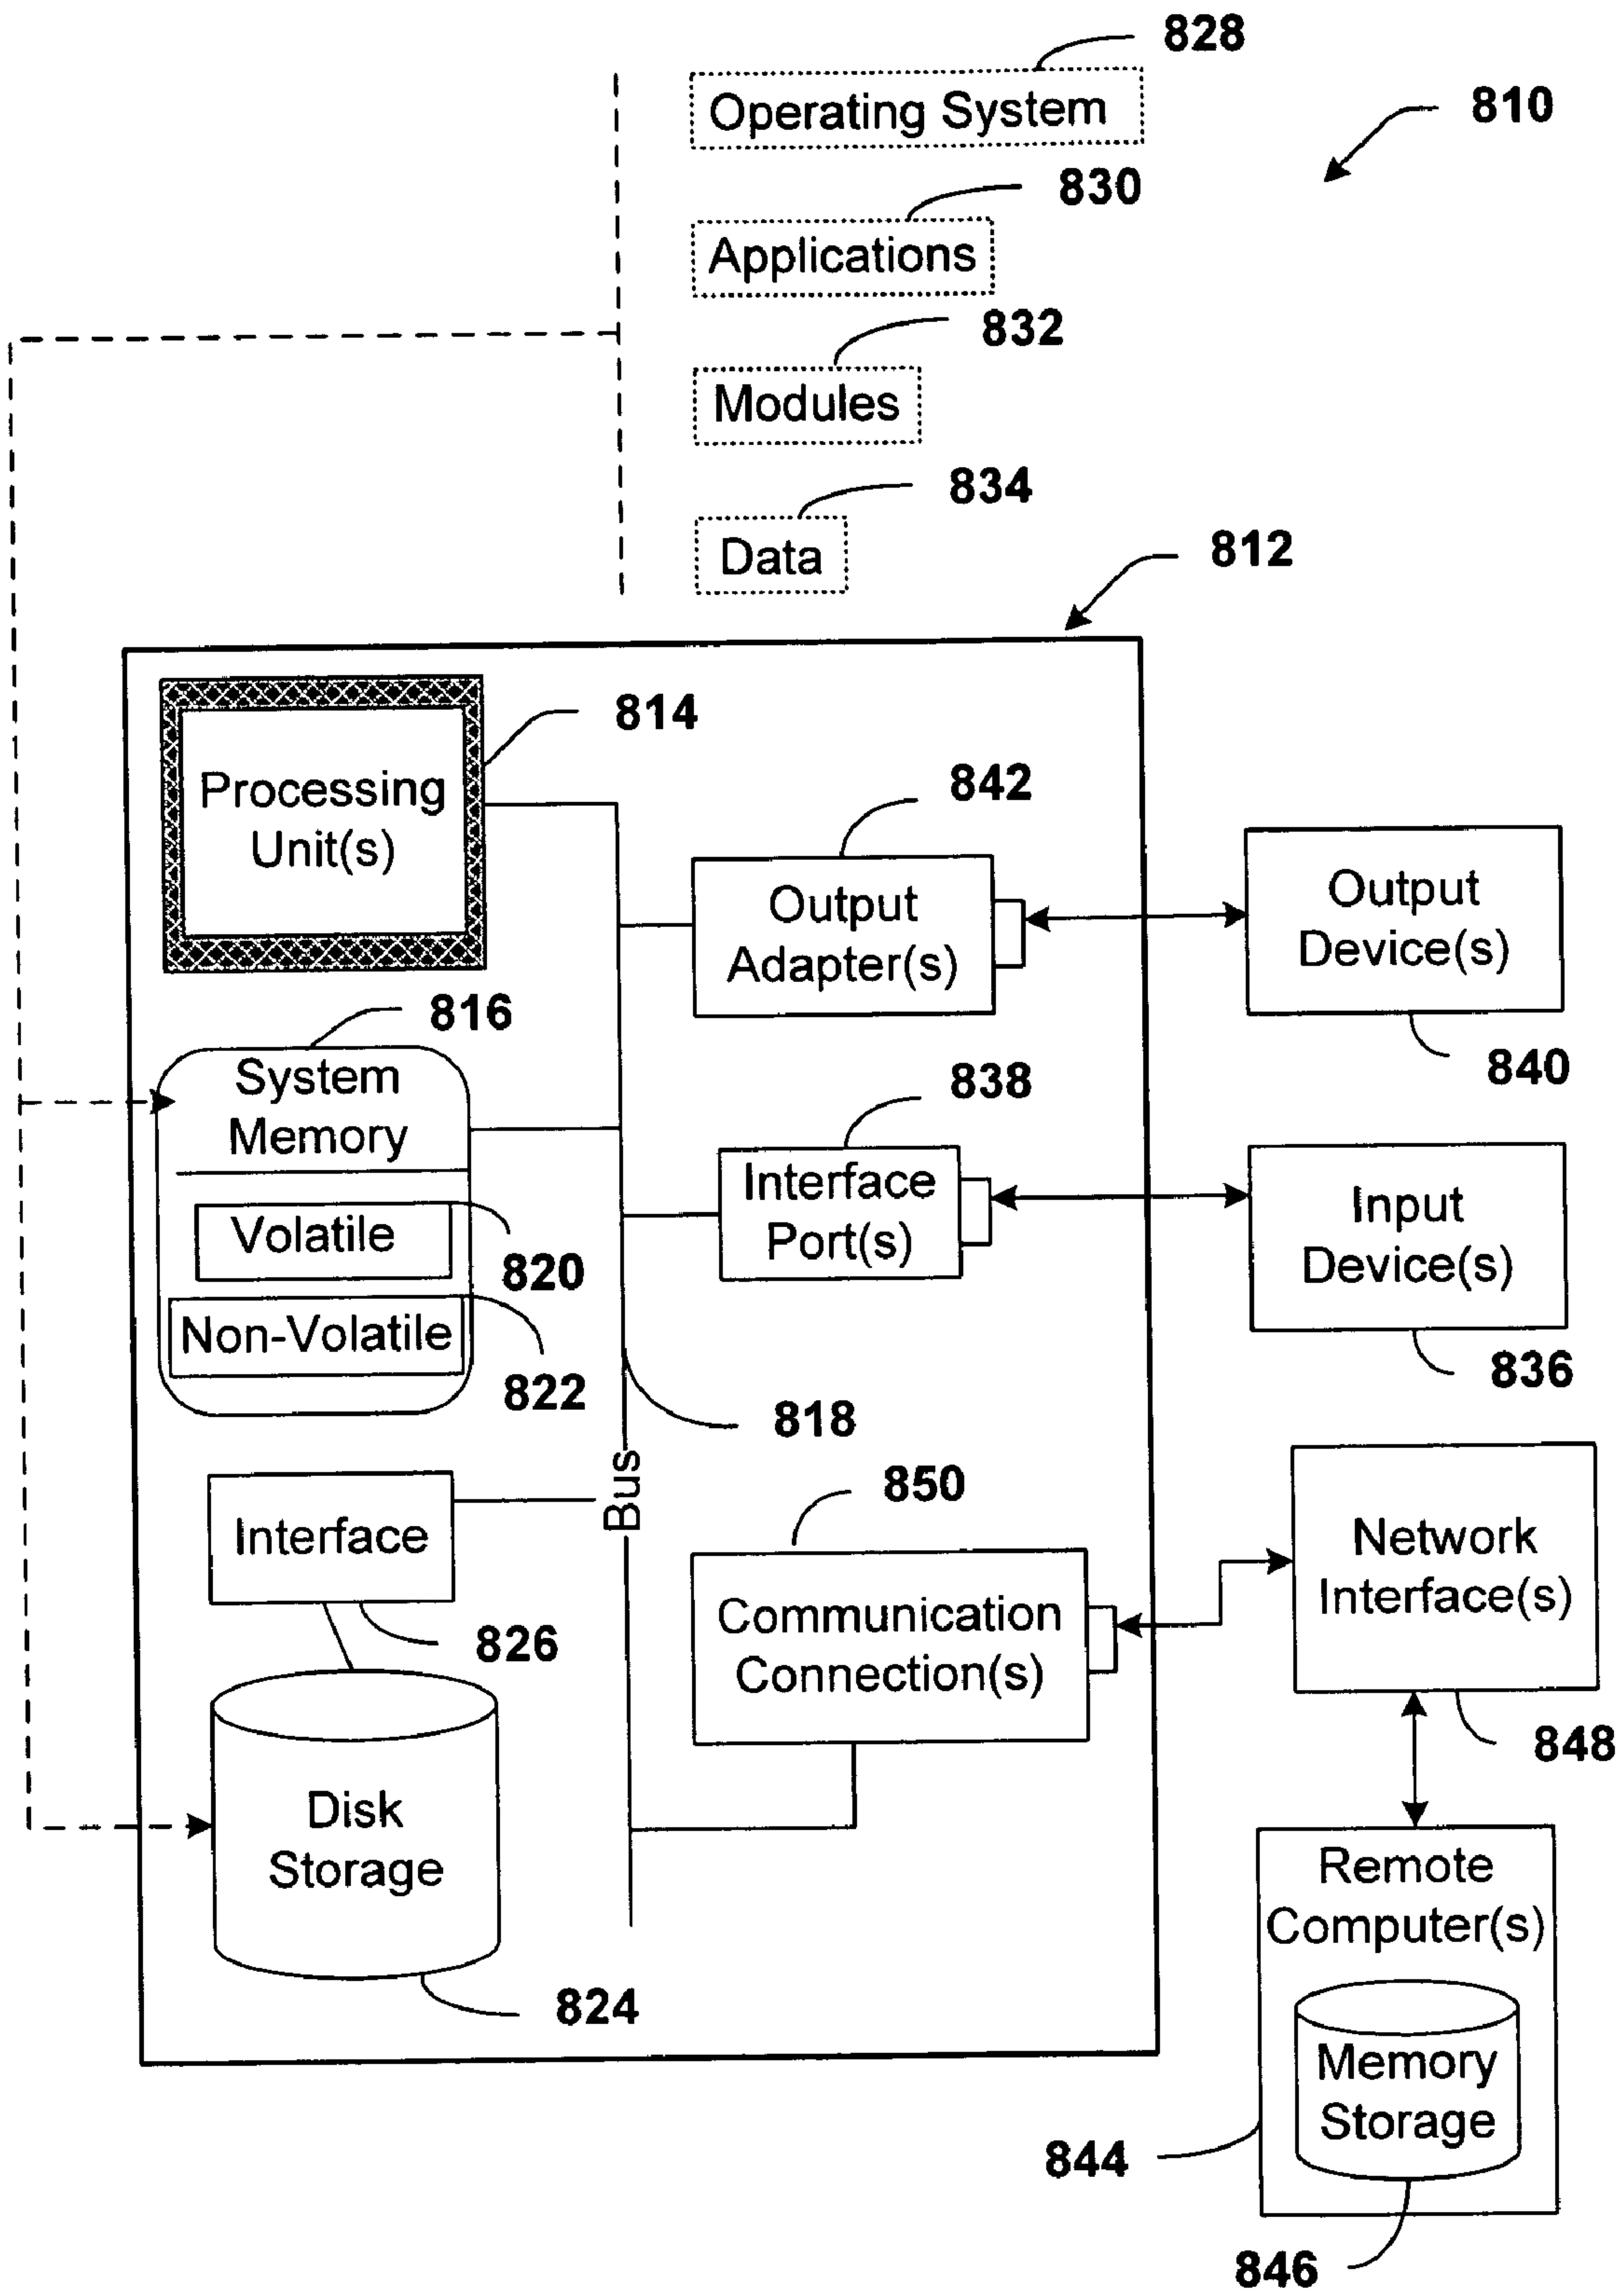 828
Operating System
810
830
Applications
832
Modules
834
Data
812
814
Processing
Unit(s)
842
Output
Adapter(s)
Output
Device(s)
840
816
System
Memory
838
Interface
Port(s)
Input
Device(s)
836
Volatile
820
Non-Volatile
822
818
Bus
Interface
826
850
Communication
Connection(s)
Network
Interface(s)
848
Disk
Storage
824
Remote
Computer(s)
Memory
Storage
844
846